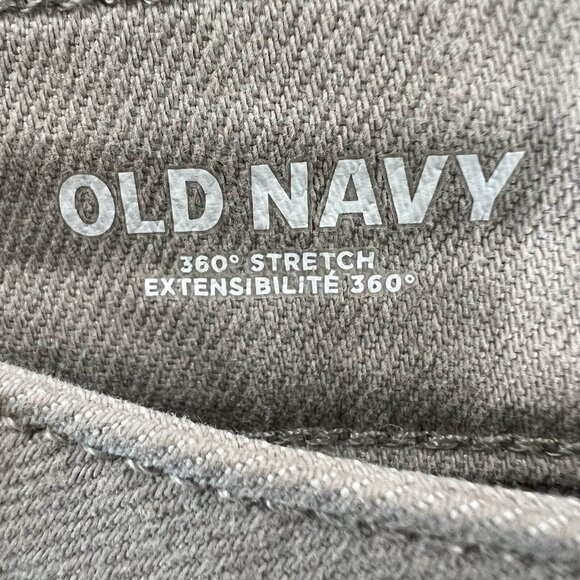 OLD NAVY
360° STRETCH
EXTENSIBILITÉ 360°